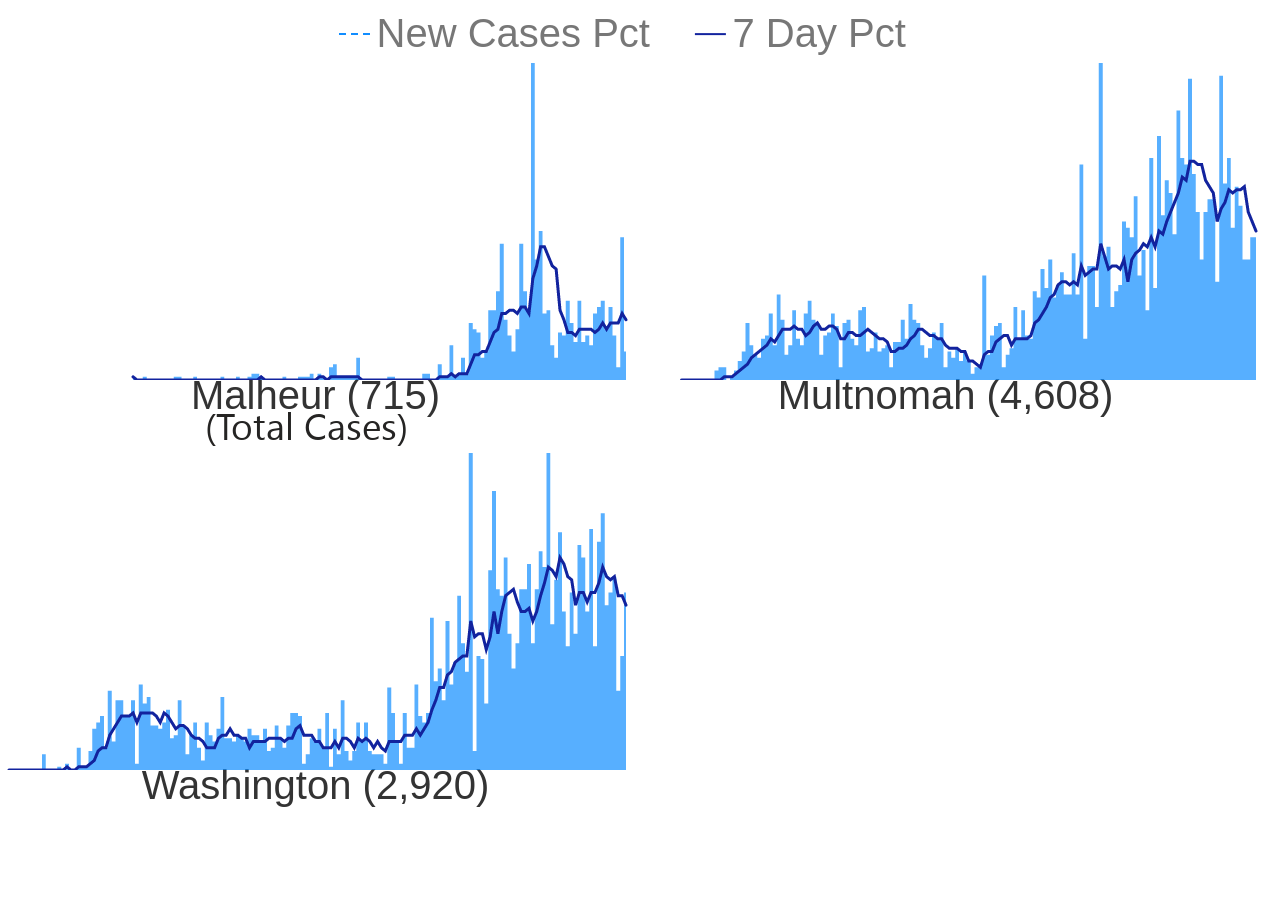 New Cases Pct 7 Day Pct
Malheur (715)
(Total Cases)
Multnomah (4,608)
Washington (2,920)